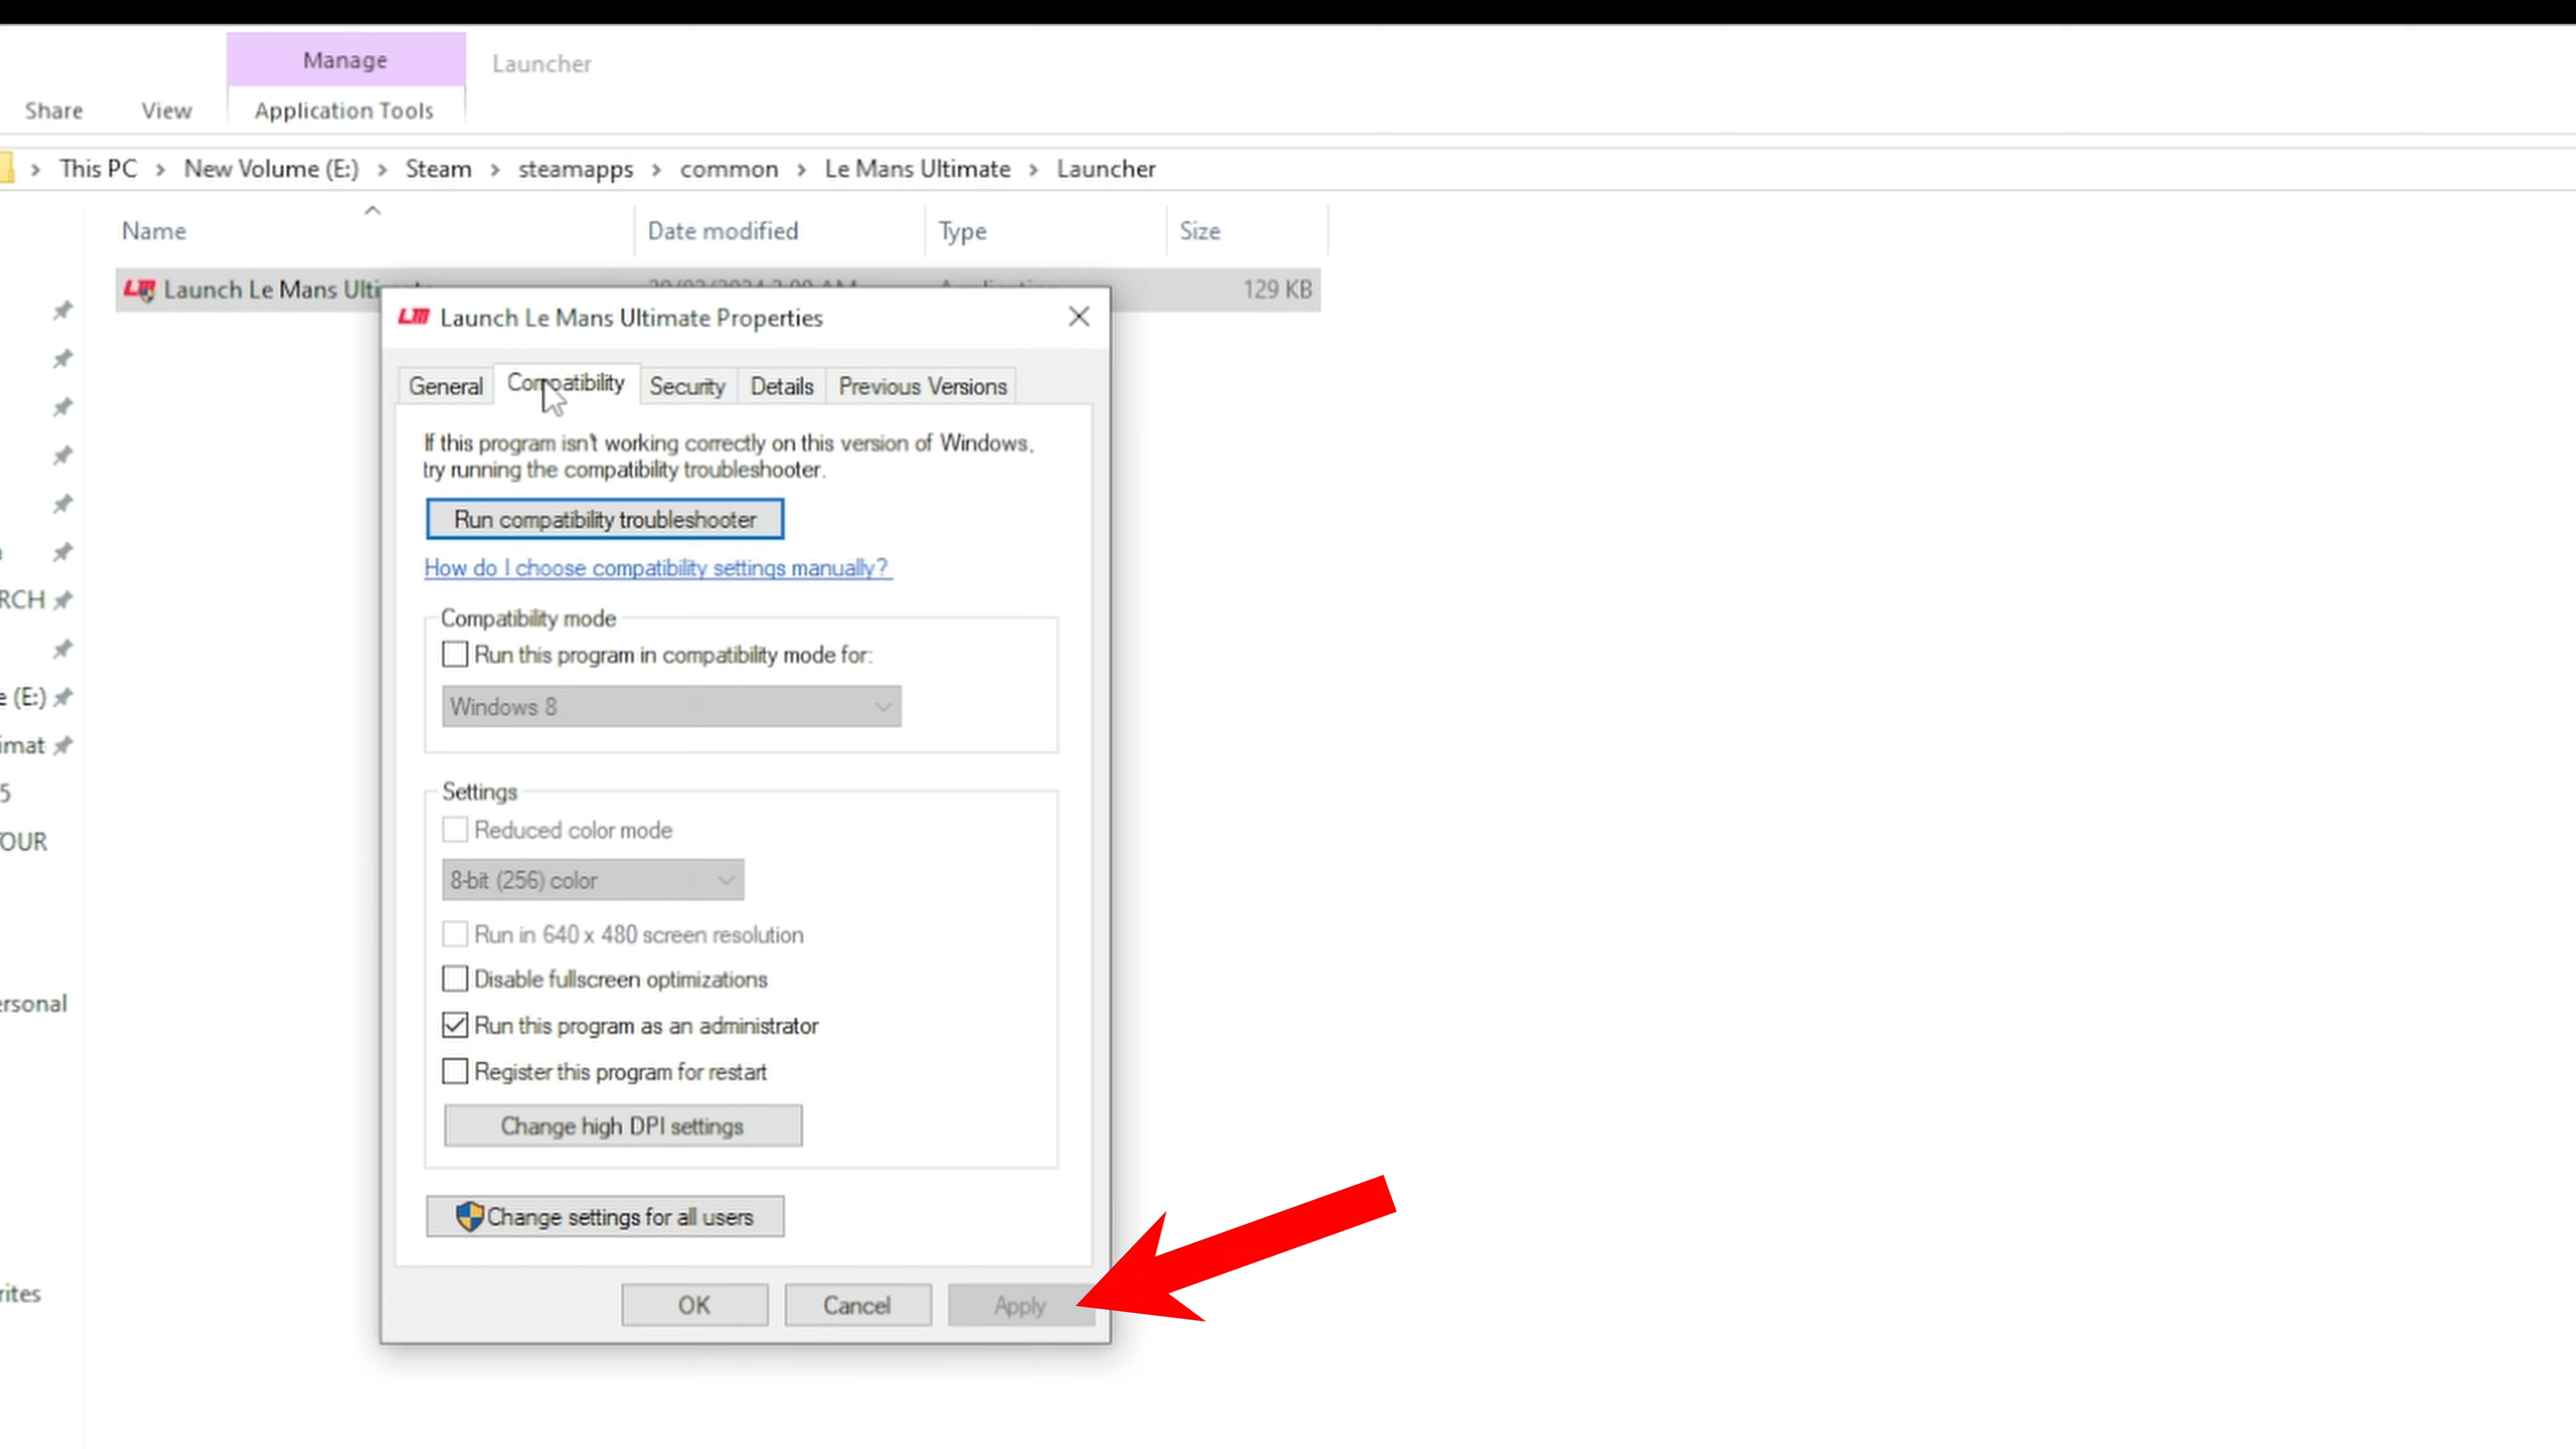 Manage
Launcher
Share
View
Application Tools
This PC > New Volume (E:) > Steam > steamapps > common > Le Mans Ultimate > Launcher
Name
Date modified
Type
Size
Launch Le Mans Ulti
129 KB
LM Launch Le Mans Ultimate Properties
General
Compatibility
Security
Details
Previous Versions
If this program isn't working correctly on this version of Windows,
try running the compatibility troubleshooter.
Run compatibility troubleshooter
How do I choose compatibility settings manually?
Compatibility mode
Run this program in compatibility mode for:
Windows 8
Settings
Reduced color mode
8-bit (256) color
Run in 640 x 480 screen resolution
Disable fullscreen optimizations
Run this program as an administrator
Register this program for restart
Change high DPI settings
Change settings for all users
OK
Cancel
Apply
RCH
e (E:)
imat
5
OUR
ersonal
rites